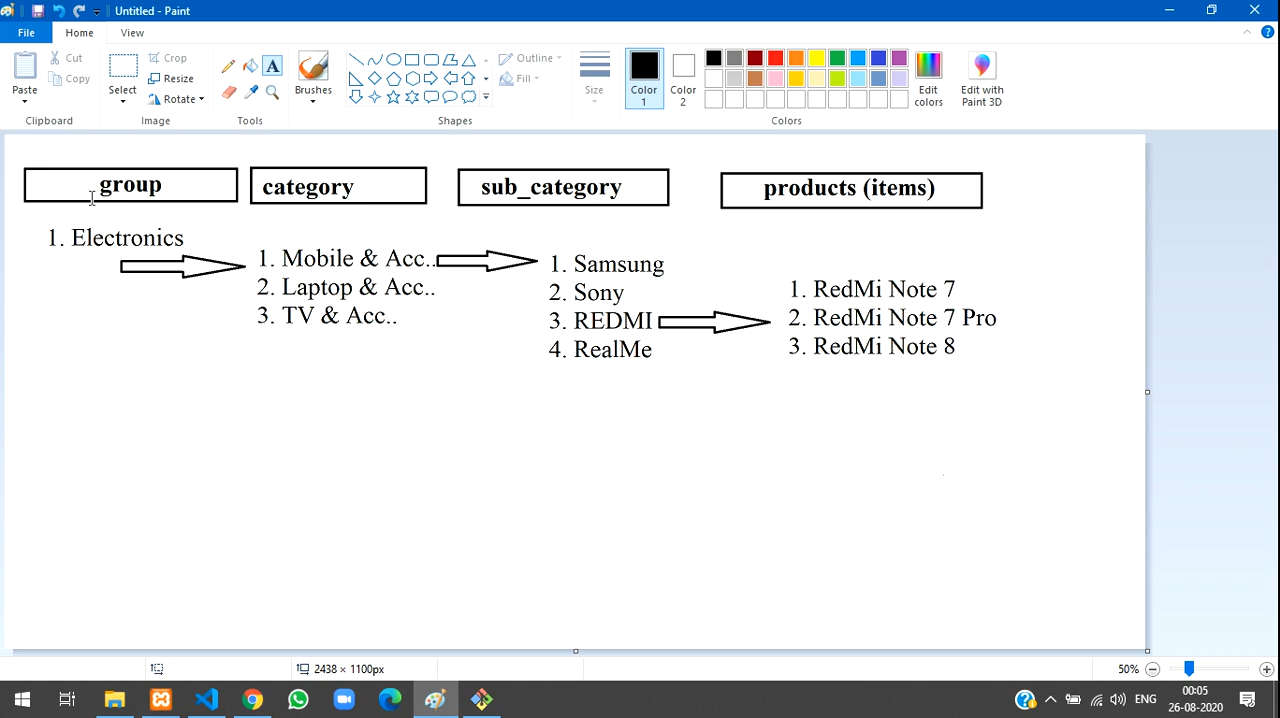 Untitled - Paint
File Home View
Paste
Cut
Copy
Clipboard
Select
Crop
Resize
Rotate
Image
A
Tools
Brushes
Shapes
Outline
Fill
Size
Color 1
Color 2
Edit colors
Edit with Paint 3D
Colors
group
category
sub_category
products (items)
1. Electronics
1. Mobile & Acc..
2. Laptop & Acc..
3. TV & Acc..
1. Samsung
2. Sony
3. REDMI
4. RealMe
1. RedMi Note 7
2. RedMi Note 7 Pro
3. RedMi Note 8
2438 × 1100px
50%
ENG
00:05
26-08-2020